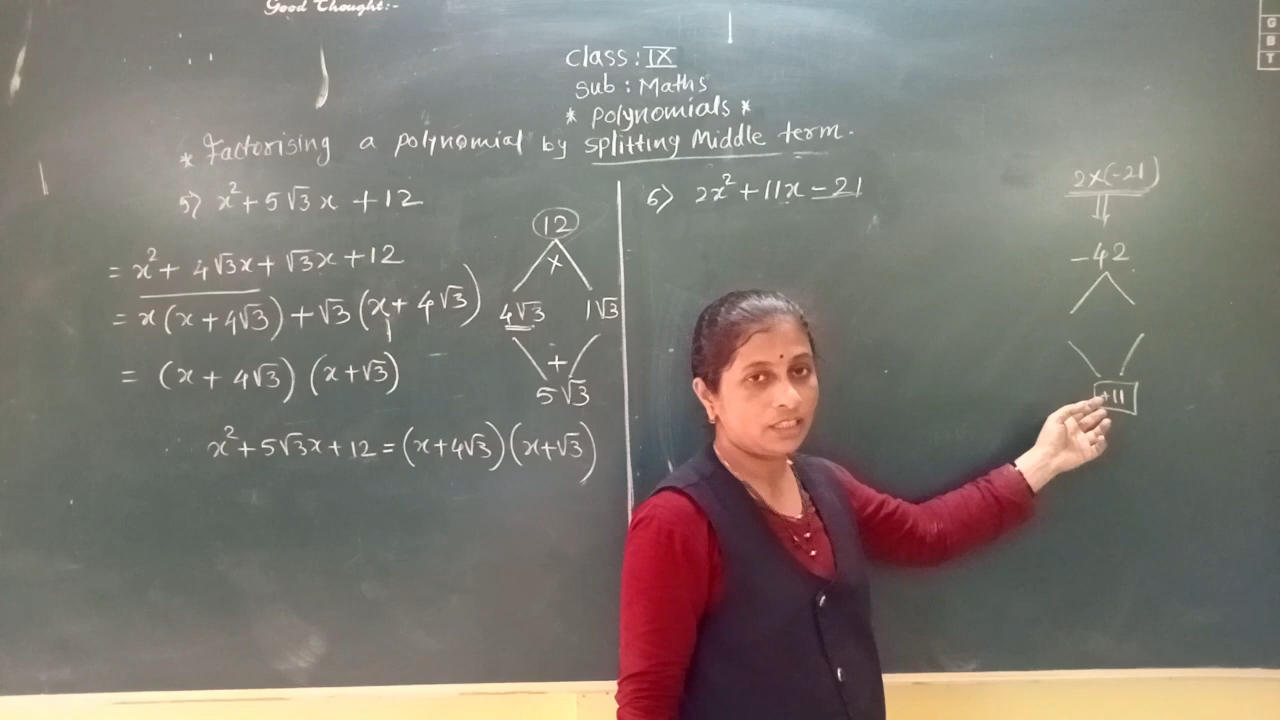 Good Thought:-
G
B
T
Class: IX
Sub: Maths
* Polynomials *
* Factorising a polynomial by splitting Middle term.
5) x² + 5√3 x + 12
= x² + 4√3x + √3x + 12
= x(x + 4√3) + √3(x + 4√3)
= (x + 4√3) (x + √3)
x² + 5√3x + 12 = (x + 4√3)(x + √3)
12
×
4√3 1√3
+
5√3
6) 2x² + 11x - 21
2×(-21)
-42
+11